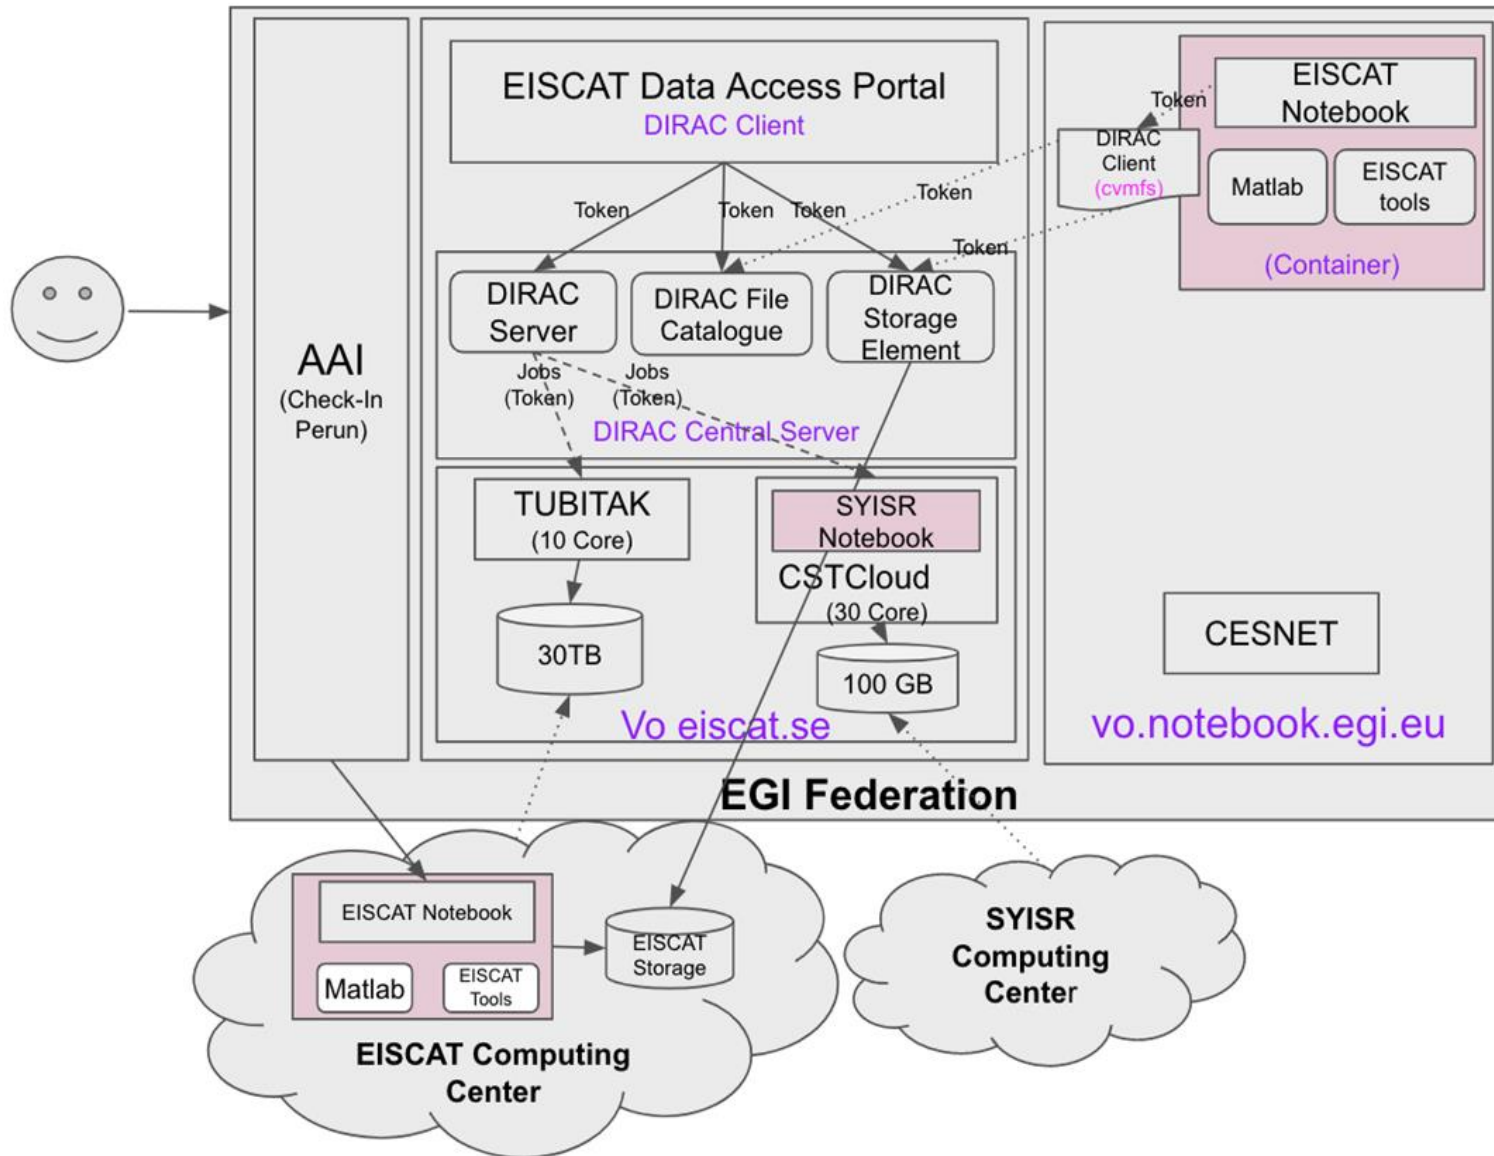 EISCAT Data Access Portal
DIRAC Client
Token
Token
Token
DIRAC
Server
DIRAC File
Catalogue
DIRAC
Storage
Element
Jobs
(Token)
Jobs
(Token)
DIRAC Central Server
AAI
(Check-In
Perun)
TUBITAK
(10 Core)
30TB
SYISR
Notebook
CSTCloud
(30 Core)
100 GB
Vo eiscat.se
EISCAT
Notebook
Token
DIRAC
Client
(cvmfs)
Matlab
EISCAT
tools
(Container)
Token
Token
CESNET
vo.notebook.egi.eu
EGI Federation
EISCAT Notebook
Matlab
EISCAT
Tools
EISCAT
Storage
EISCAT Computing
Center
SYISR
Computing
Center